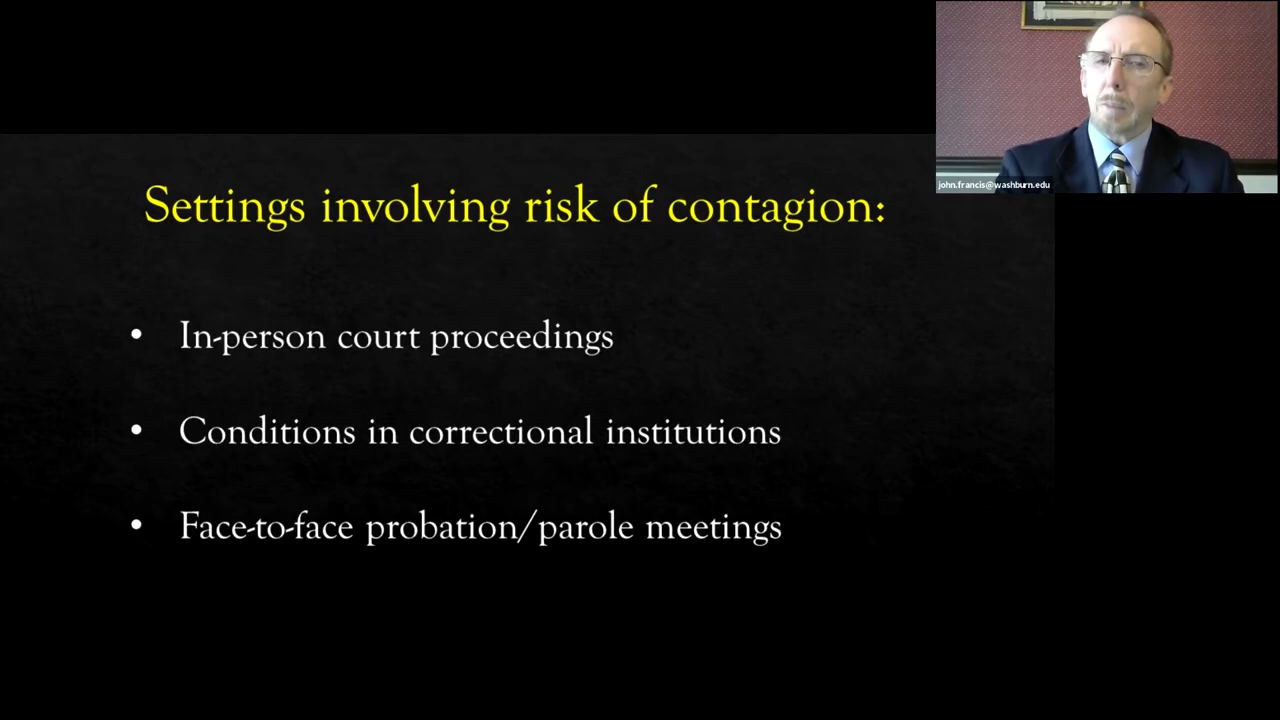 john.francis@washburn.edu
Settings involving risk of contagion:
• In-person court proceedings
• Conditions in correctional institutions
• Face-to-face probation/parole meetings